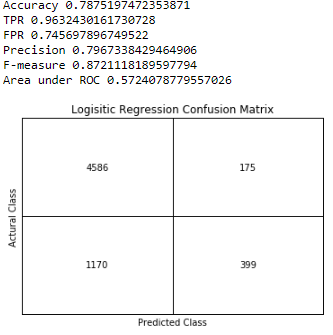 Accuracy 0.7875197472353871
TPR 0.9632430161730728
FPR 0.745697896749522
Precision 0.7967338429464906
F-measure 0.8721118189597794
Area under ROC 0.5724078779557026
Logisitic Regression Confusion Matrix
Actural Class
4586 175
1170 399
Predicted Class